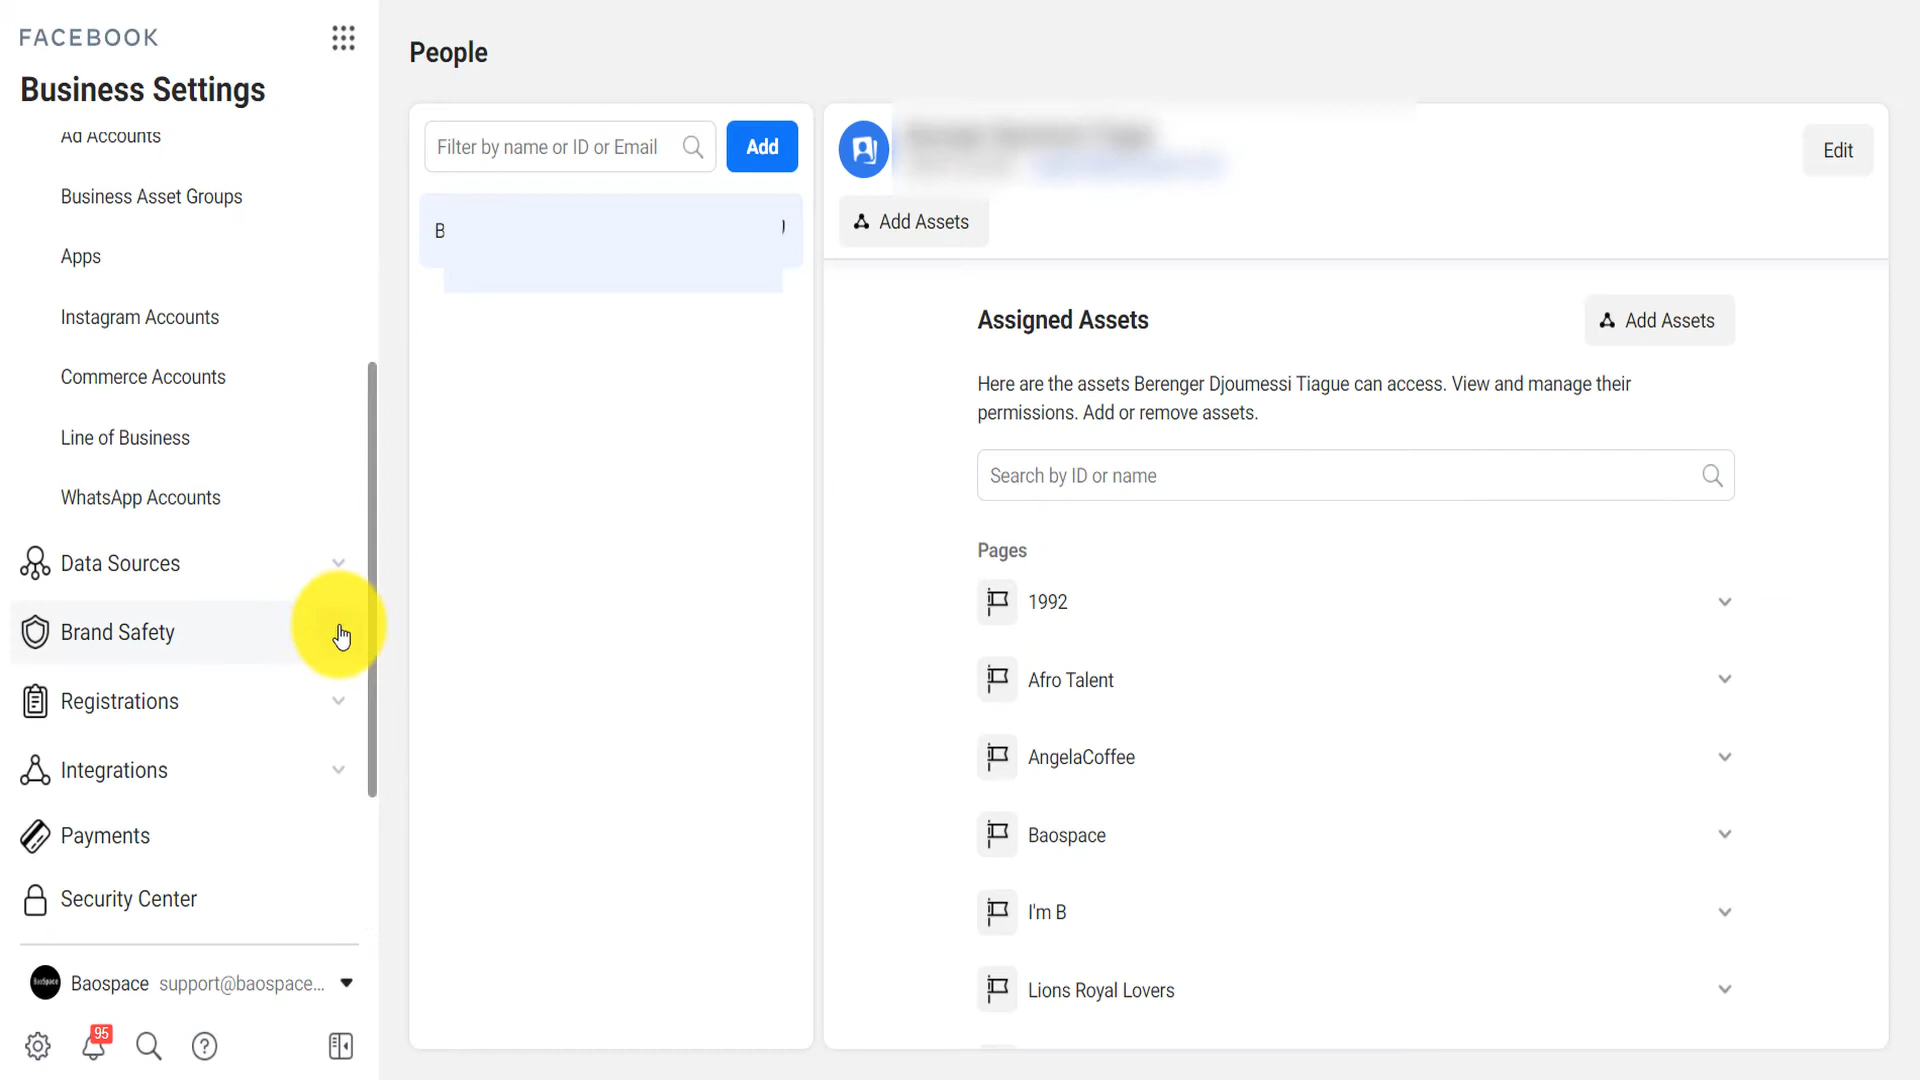 FACEBOOK
Business Settings
Ad Accounts
Business Asset Groups
Apps
Instagram Accounts
Commerce Accounts
Line of Business
WhatsApp Accounts
Data Sources
Brand Safety
Registrations
Integrations
Payments
Security Center
Baospace support@baospace...
95
People
Filter by name or ID or Email
Add
B
Edit
Add Assets
Assigned Assets
Add Assets
Here are the assets Berenger Djoumessi Tiague can access. View and manage their
permissions. Add or remove assets.
Search by ID or name
Pages
1992
Afro Talent
AngelaCoffee
Baospace
I'm B
Lions Royal Lovers